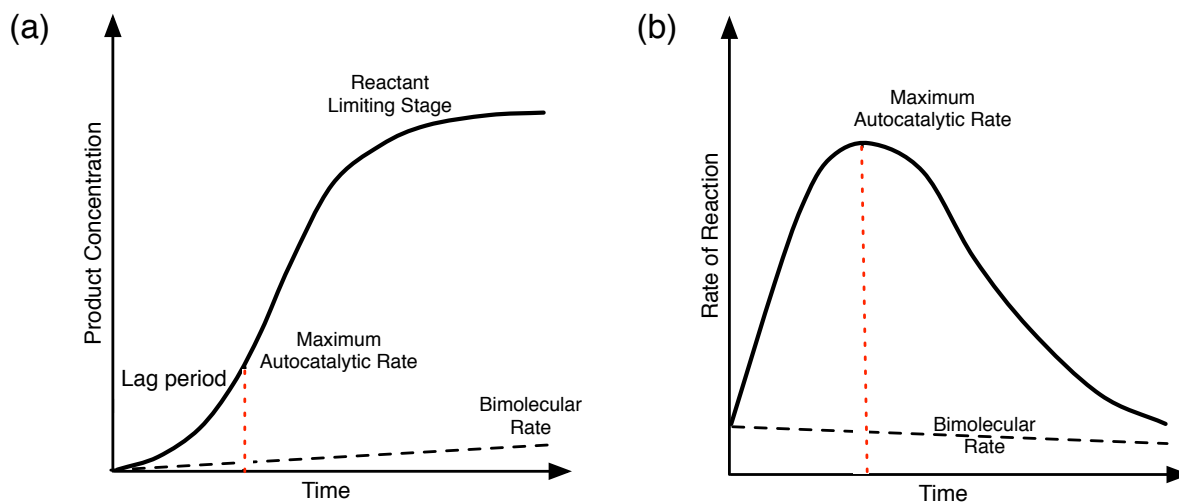 (a)
Product Concentration
Reactant
Limiting Stage
Maximum
Autocatalytic Rate
Lag period
Bimolecular
Rate
Time
(b)
Rate of Reaction
Maximum
Autocatalytic Rate
Bimolecular
Rate
Time